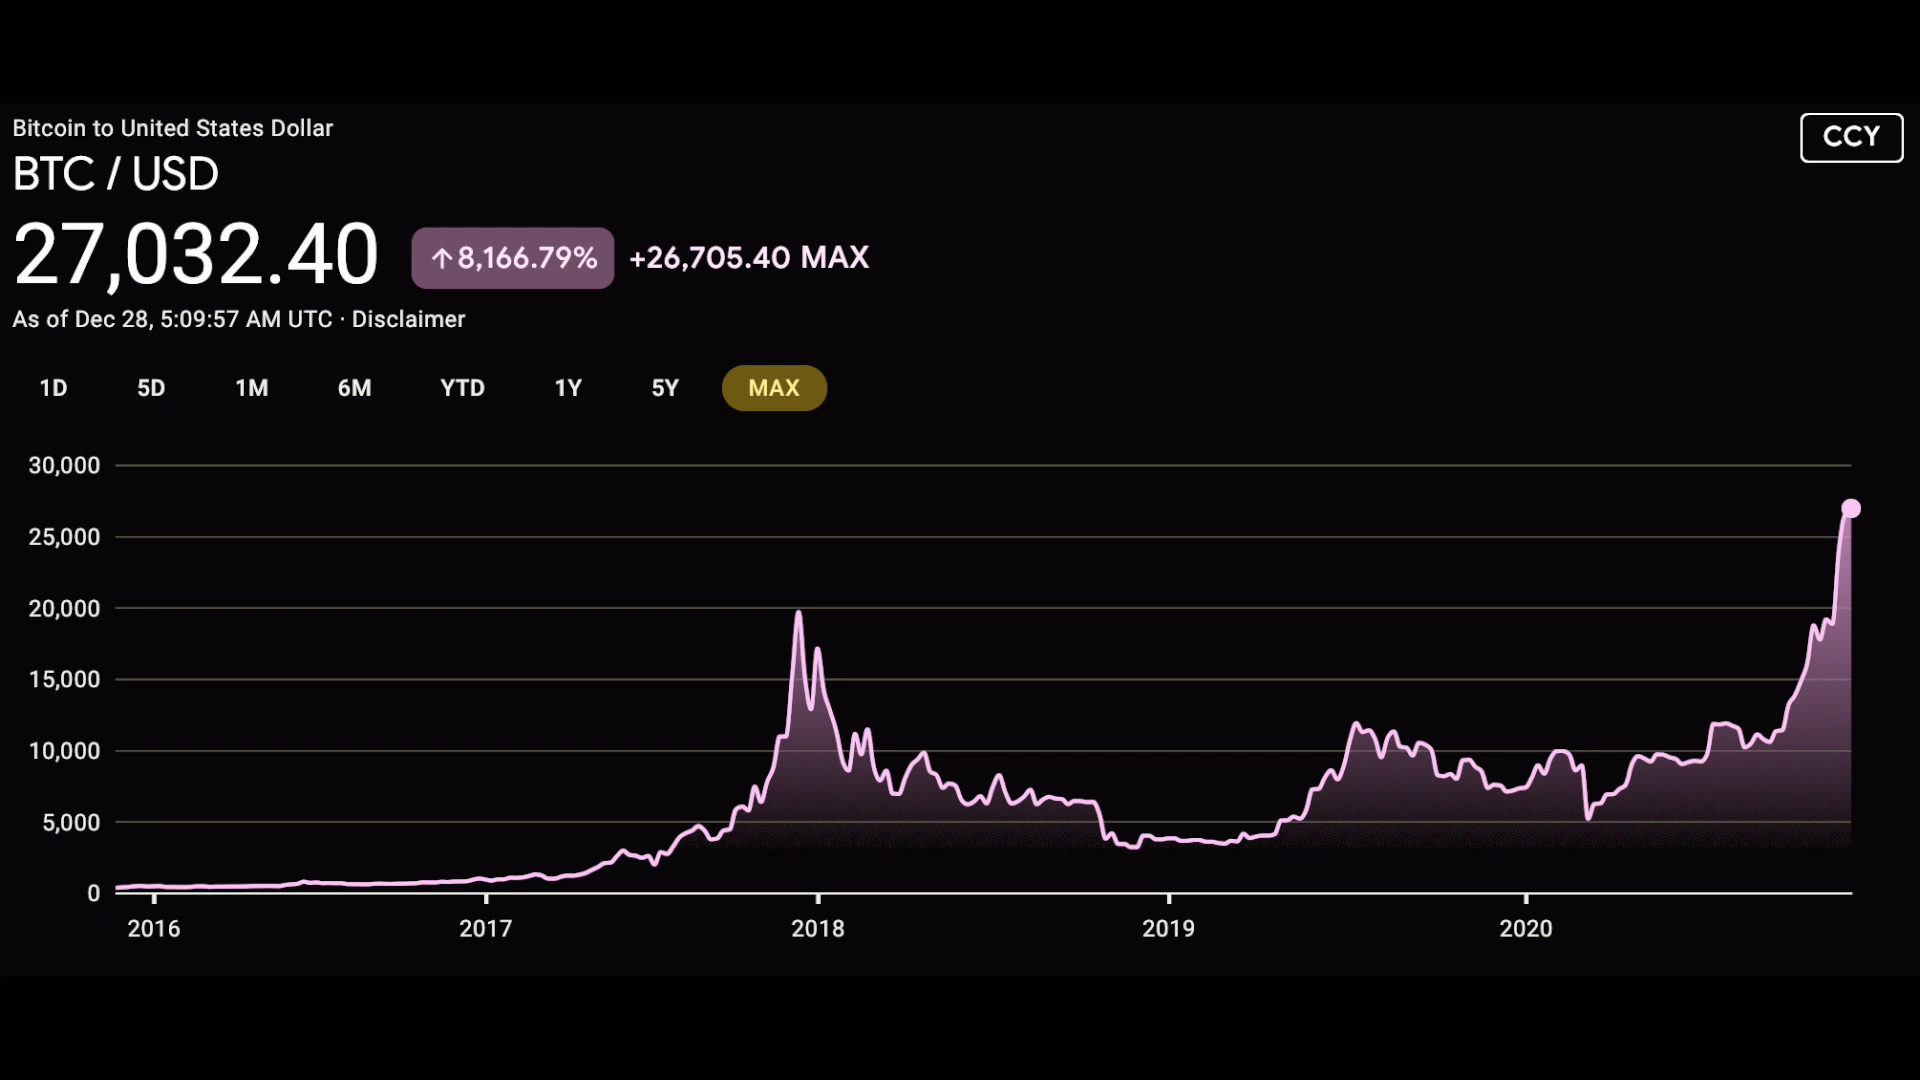 Bitcoin to United States Dollar
CCY
BTC / USD
27,032.40 ↑8,166.79% +26,705.40 MAX
As of Dec 28, 5:09:57 AM UTC · Disclaimer
1D 5D 1M 6M YTD 1Y 5Y MAX
30,000
25,000
20,000
15,000
10,000
5,000
0
2016 2017 2018 2019 2020